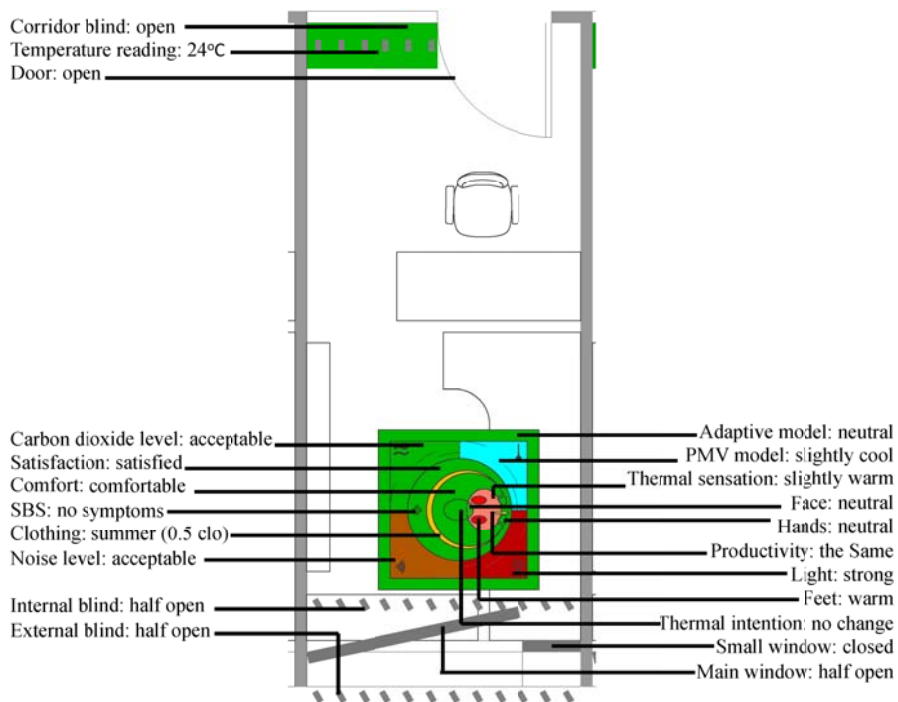 Corridor blind: open
Temperature reading: 24°C
Door: open
Carbon dioxide level: acceptable
Satisfaction: satisfied
Comfort: comfortable
SBS: no symptoms
Clothing: summer (0.5 clo)
Noise level: acceptable
Internal blind: half open
External blind: half open
Adaptive model: neutral
PMV model: slightly cool
Thermal sensation: slightly warm
Face: neutral
Hands: neutral
Productivity: the Same
Light: strong
Feet: warm
Thermal intention: no change
Small window: closed
Main window: half open